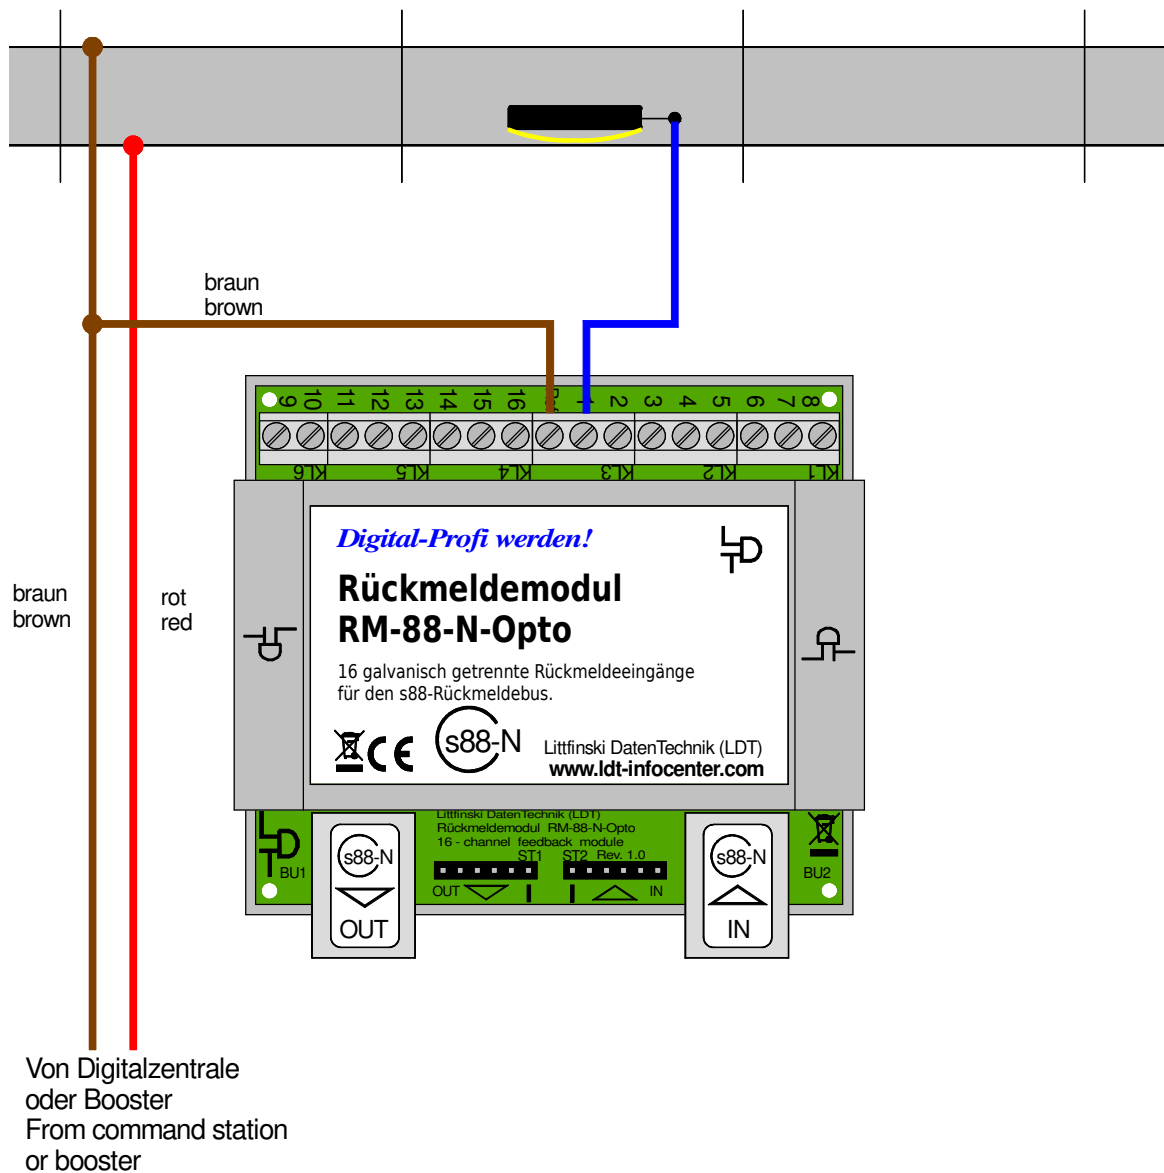 braun
brown
9 10 11 12 13 14 15 16 1 2 3 4 5 6 7 8
KL6 KL5 KL4 KL3 KL2 KL1
Digital-Profi werden!
Rückmeldemodul
RM-88-N-Opto
16 galvanisch getrennte Rückmeldeeingänge
für den s88-Rückmeldebus.
CE s88-N
Littfinski DatenTechnik (LDT)
www.ldt-infocenter.com
braun
brown
rot
red
Littfinski DatenTechnik (LDT)
Rückmeldemodul RM-88-N-Opto
16 - channel feedback module
ST1 ST2 Rev. 1.0
OUT IN
BU1
BU2
s88-N
OUT
s88-N
IN
Von Digitalzentrale
oder Booster
From command station
or booster